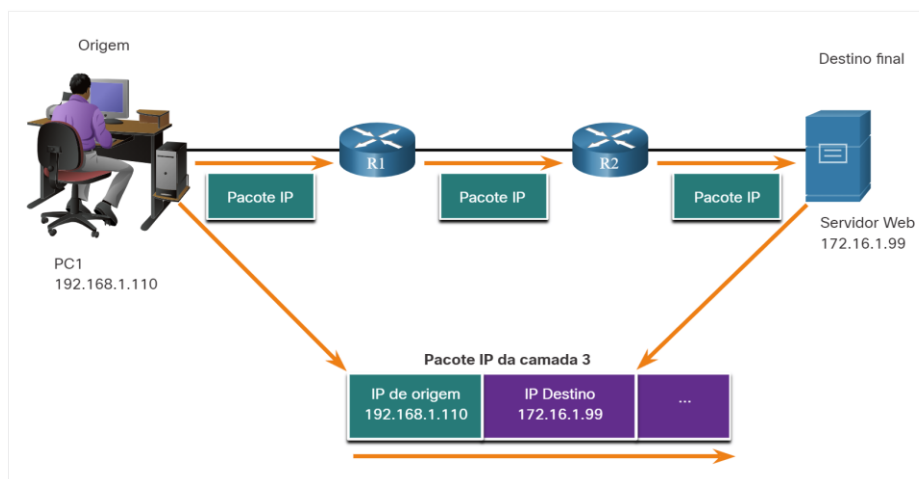 Origem
Destino final
R1
R2
Pacote IP
Pacote IP
Pacote IP
Servidor Web
172.16.1.99
PC1
192.168.1.110
Pacote IP da camada 3
IP de origem
192.168.1.110
IP Destino
172.16.1.99
...